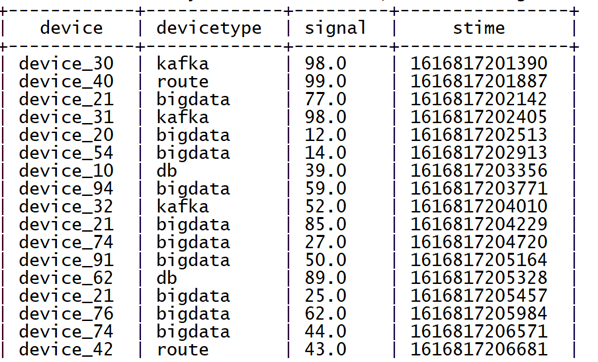 +------------+------------+--------+---------------+
| device | devicetype | signal | stime |
+------------+------------+--------+---------------+
| device_30 | kafka | 98.0 | 1616817201390 |
| device_40 | route | 99.0 | 1616817201887 |
| device_21 | bigdata | 77.0 | 1616817202142 |
| device_31 | kafka | 98.0 | 1616817202405 |
| device_20 | bigdata | 12.0 | 1616817202513 |
| device_54 | bigdata | 14.0 | 1616817202913 |
| device_10 | db | 39.0 | 1616817203356 |
| device_94 | bigdata | 59.0 | 1616817203771 |
| device_32 | kafka | 52.0 | 1616817204010 |
| device_21 | bigdata | 85.0 | 1616817204229 |
| device_74 | bigdata | 27.0 | 1616817204720 |
| device_91 | bigdata | 50.0 | 1616817205164 |
| device_62 | db | 89.0 | 1616817205328 |
| device_21 | bigdata | 25.0 | 1616817205457 |
| device_76 | bigdata | 62.0 | 1616817205984 |
| device_74 | bigdata | 44.0 | 1616817206571 |
| device_42 | route | 43.0 | 1616817206681 |